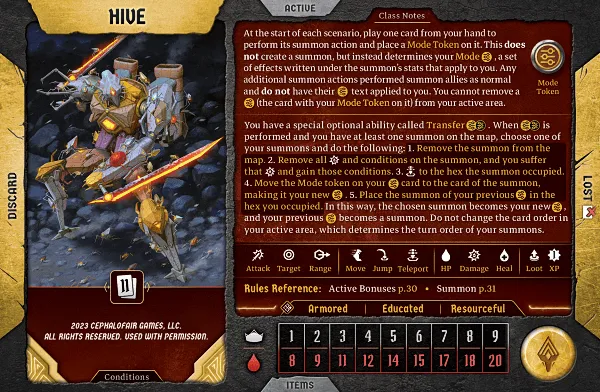 HIVE
ACTIVE
Class Notes
At the start of each scenario, play one card from your hand to
perform its summon action and place a Mode Token on it. This does
not create a summon, but instead determines your Mode , a set
of effects written under the summon's stats that apply to you. Any
additional summon actions performed summon allies as normal
and do not have their text applied to you. You cannot remove a
(the card with your Mode Token on it) from your active area.
Mode
Token
You have a special optional ability called Transfer . When is
performed and you have at least one summon on the map, choose one of
your summons and do the following: 1. Remove the summon from the
map. 2. Remove all and conditions on the summon, and you suffer
that and gain those conditions. 3. to the hex the summon occupied.
4. Move the Mode token on your card to the card of the summon,
making it your new . 5. Place the summon of your previous in the
hex you occupied. In this way, the chosen summon becomes your new ,
and your previous becomes a summon. Do not change the card order in
your active area, which determines the turn order of your summons.
Attack Target Range Move Jump Teleport HP Damage Heal Loot XP
Rules Reference: Active Bonuses p.30 • Summon p.31
Armored | Educated | Resourceful
1 2 3 4 5 6 7 8 9
8 9 11 12 14 15 17 18 20
11
2023 CEPHALOFAIR GAMES, LLC.
ALL RIGHTS RESERVED. USED WITH PERMISSION.
Conditions
ITEMS
DISCARD
LOST